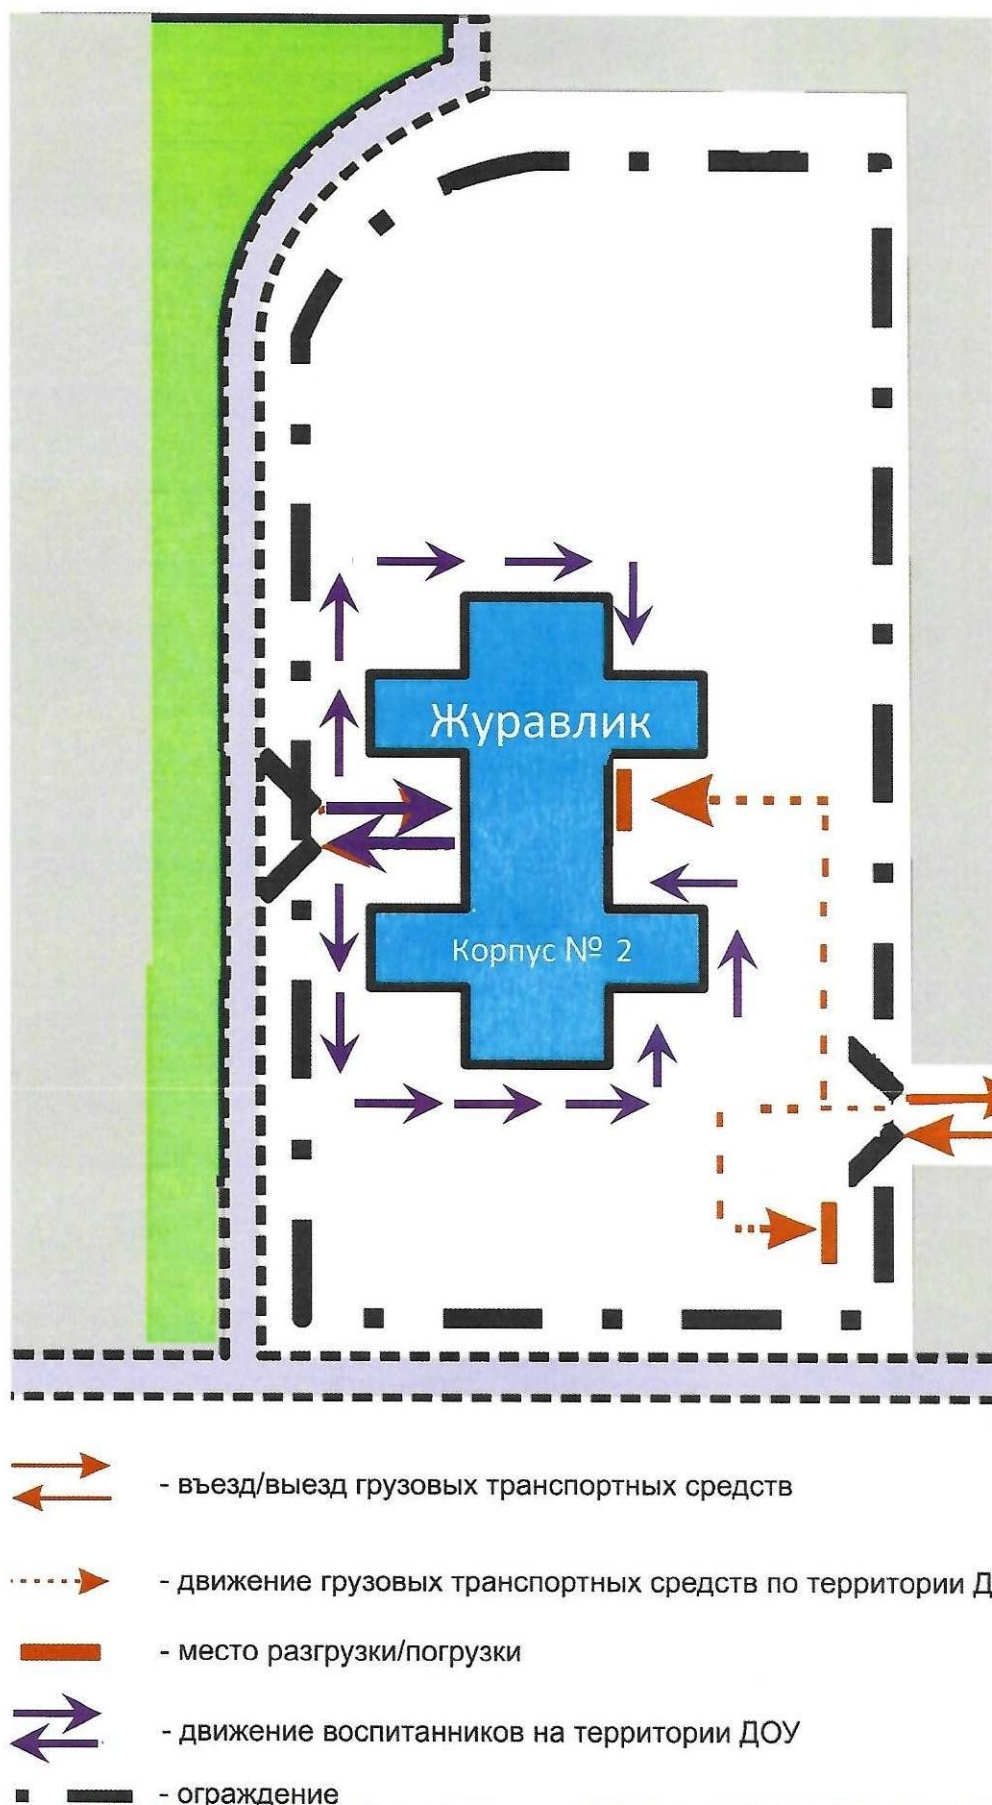 Журавлик
Корпус № 2
- въезд/выезд грузовых транспортных средств
- движение грузовых транспортных средств по территории Д
- место разгрузки/погрузки
- движение воспитанников на территории ДОУ
- ограждение